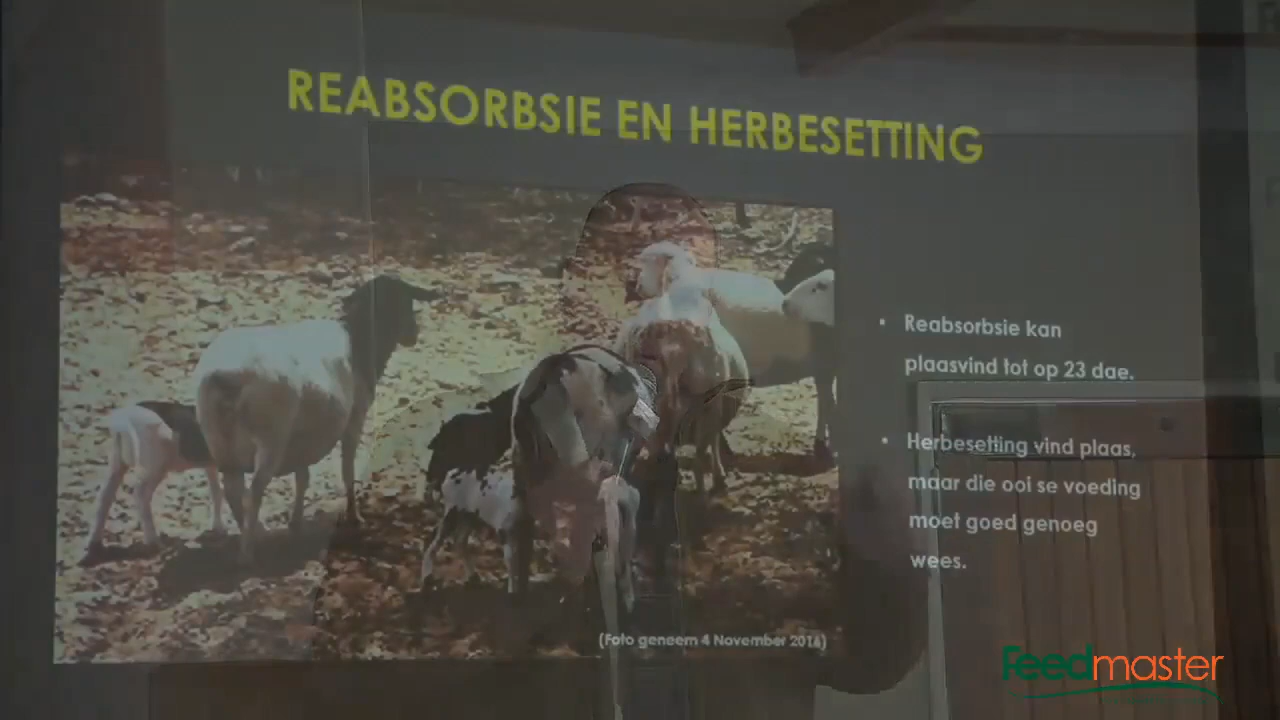 REABSORBSIE EN HERBESETTING
• Reabsorbsie kan
plaasvind tot op 23 dae.
• Herbesetting vind plaas,
maar die ooi se voeding
moet goed genoeg
wees.
(Foto geneem 4 November 2016)
Feedmaster